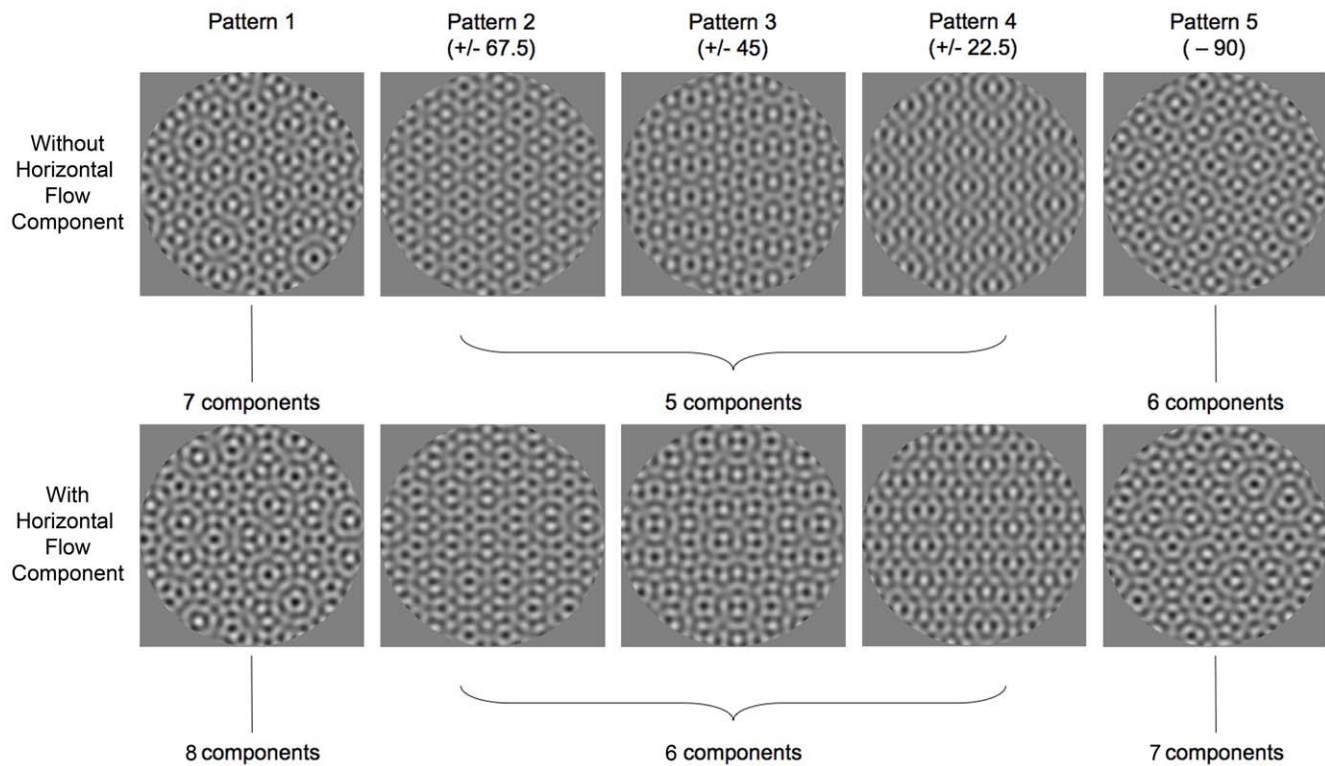 Pattern 1
Pattern 2
(+/- 67.5)
Pattern 3
(+/- 45)
Pattern 4
(+/- 22.5)
Pattern 5
( – 90)
Without
Horizontal
Flow
Component
7 components
5 components
6 components
With
Horizontal
Flow
Component
8 components
6 components
7 components